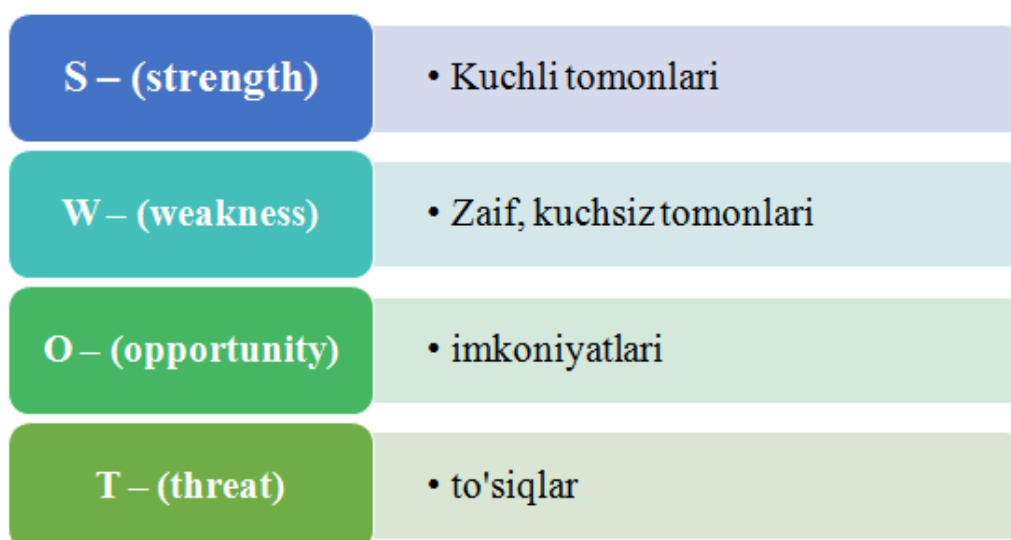 S – (strength)
• Kuchli tomonlari
W – (weakness)
• Zaif, kuchsiz tomonlari
O – (opportunity)
• imkoniyatlari
T – (threat)
• to'siqlar